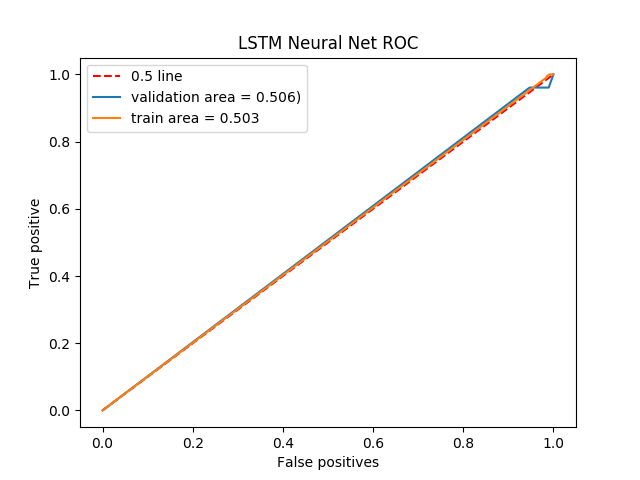 LSTM Neural Net ROC
0.5 line
validation area = 0.506)
train area = 0.503
True positive
1.0
0.8
0.6
0.4
0.2
0.0
0.0 0.2 0.4 0.6 0.8 1.0
False positives